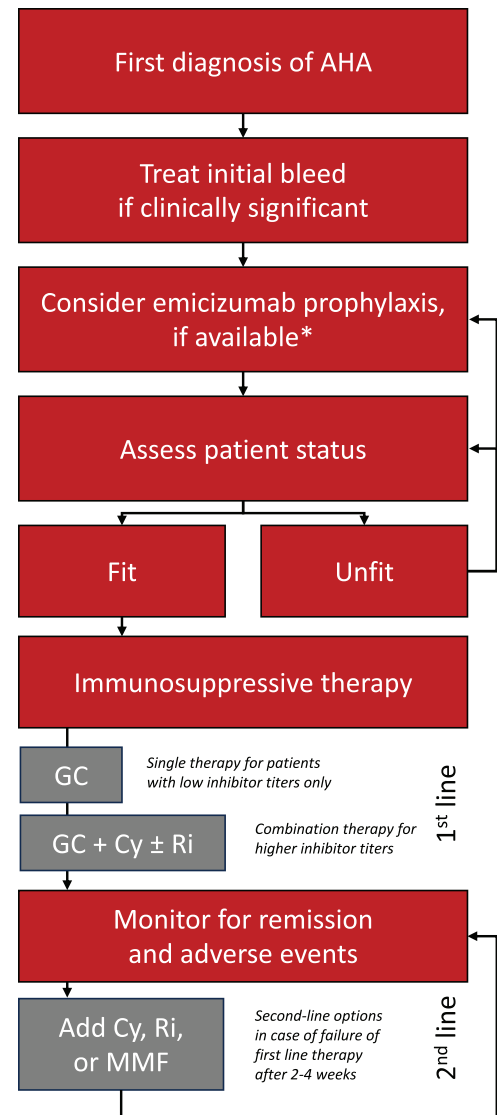 First diagnosis of AHA
Treat initial bleed
if clinically significant
Consider emicizumab prophylaxis,
if available*
Assess patient status
Fit
Unfit
Immunosuppressive therapy
GC
Single therapy for patients
with low inhibitor titers only
GC + Cy ± Ri
Combination therapy for
higher inhibitor titers
1st line
Monitor for remission
and adverse events
Add Cy, Ri,
or MMF
Second-line options
in case of failure of
first line therapy
after 2-4 weeks
2nd line